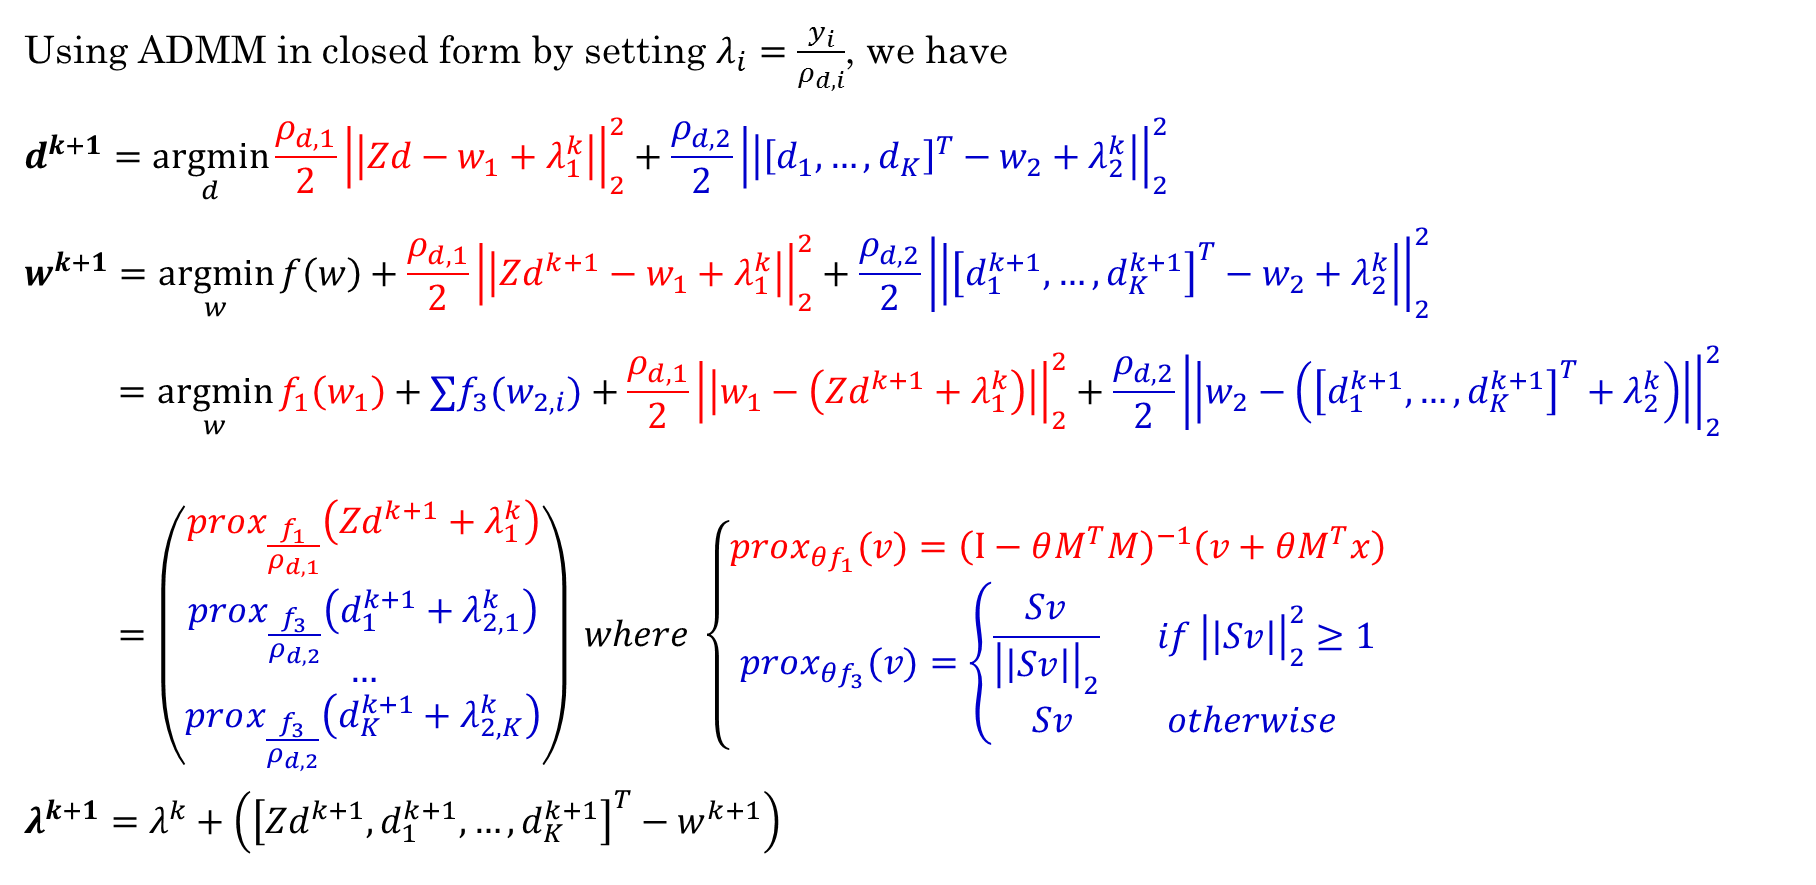 Using ADMM in closed form by setting λ_i = y_i/ρ_{d,i}, we have
d^{k+1} = argmin_d ρ_{d,1}/2 ||Zd − w_1 + λ_1^k||_2^2 + ρ_{d,2}/2 ||[d_1, …, d_K]^T − w_2 + λ_2^k||_2^2
w^{k+1} = argmin_w f(w) + ρ_{d,1}/2 ||Zd^{k+1} − w_1 + λ_1^k||_2^2 + ρ_{d,2}/2 ||[d_1^{k+1}, …, d_K^{k+1}]^T − w_2 + λ_2^k||_2^2
= argmin_w f_1(w_1) + ∑f_3(w_{2,i}) + ρ_{d,1}/2 ||w_1 − (Zd^{k+1} + λ_1^k)||_2^2 + ρ_{d,2}/2 ||w_2 − ([d_1^{k+1}, …, d_K^{k+1}]^T + λ_2^k)||_2^2
= ( prox_{f_1/ρ_{d,1}}(Zd^{k+1} + λ_1^k)
prox_{f_3/ρ_{d,2}}(d_1^{k+1} + λ_{2,1}^k)
…
prox_{f_3/ρ_{d,2}}(d_K^{k+1} + λ_{2,K}^k) ) where
{ prox_{θf_1}(v) = (I − θM^T M)^{−1}(v + θM^T x)
prox_{θf_3}(v) = { Sv/||Sv||_2 if ||Sv||_2^2 ≥ 1
Sv otherwise
λ^{k+1} = λ^k + ([Zd^{k+1}, d_1^{k+1}, …, d_K^{k+1}]^T − w^{k+1})